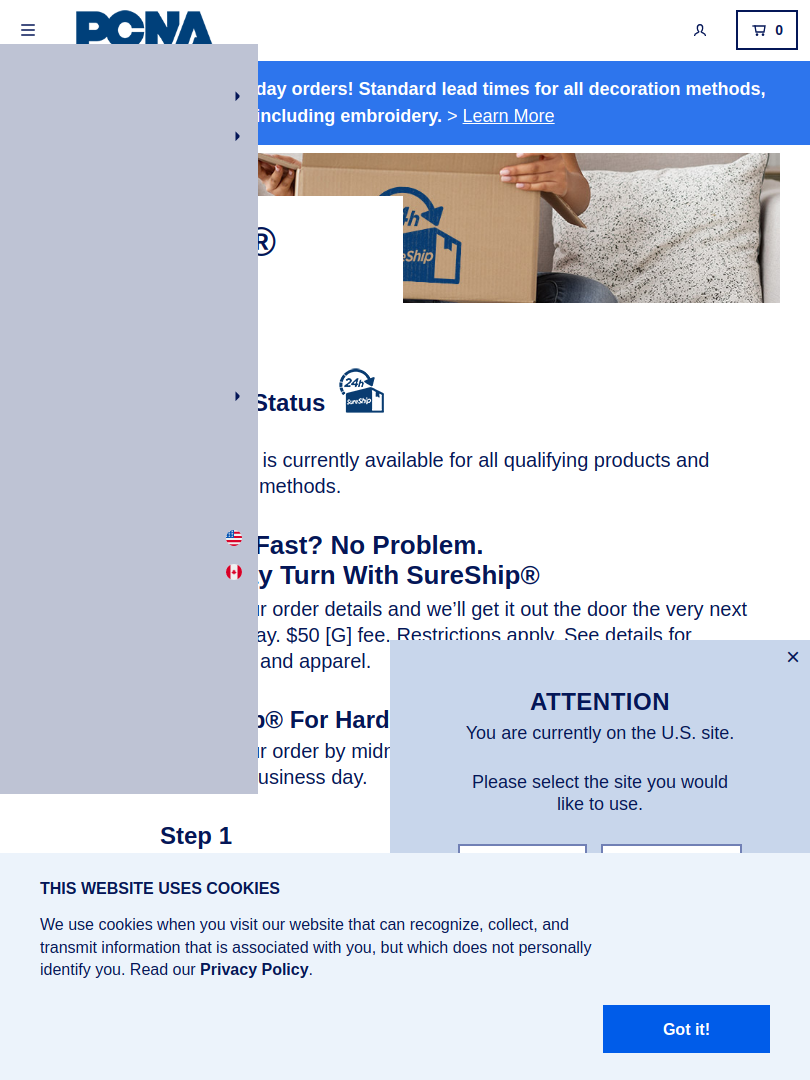 PCNA
0
day orders! Standard lead times for all decoration methods,
including embroidery. > Learn More
®
24h
Status
24h
SureShip
is currently available for all qualifying products and
methods.
Fast? No Problem.
Turn With SureShip®
order details and we’ll get it out the door the very next
$50 [G] fee. Restrictions apply. See details for
and apparel.
® For Hard
order by
day.
Step 1
×
ATTENTION
You are currently on the U.S. site.
Please select the site you would
like to use.
THIS WEBSITE USES COOKIES
We use cookies when you visit our website that can recognize, collect, and
transmit information that is associated with you, but which does not personally
identify you. Read our Privacy Policy.
Got it!